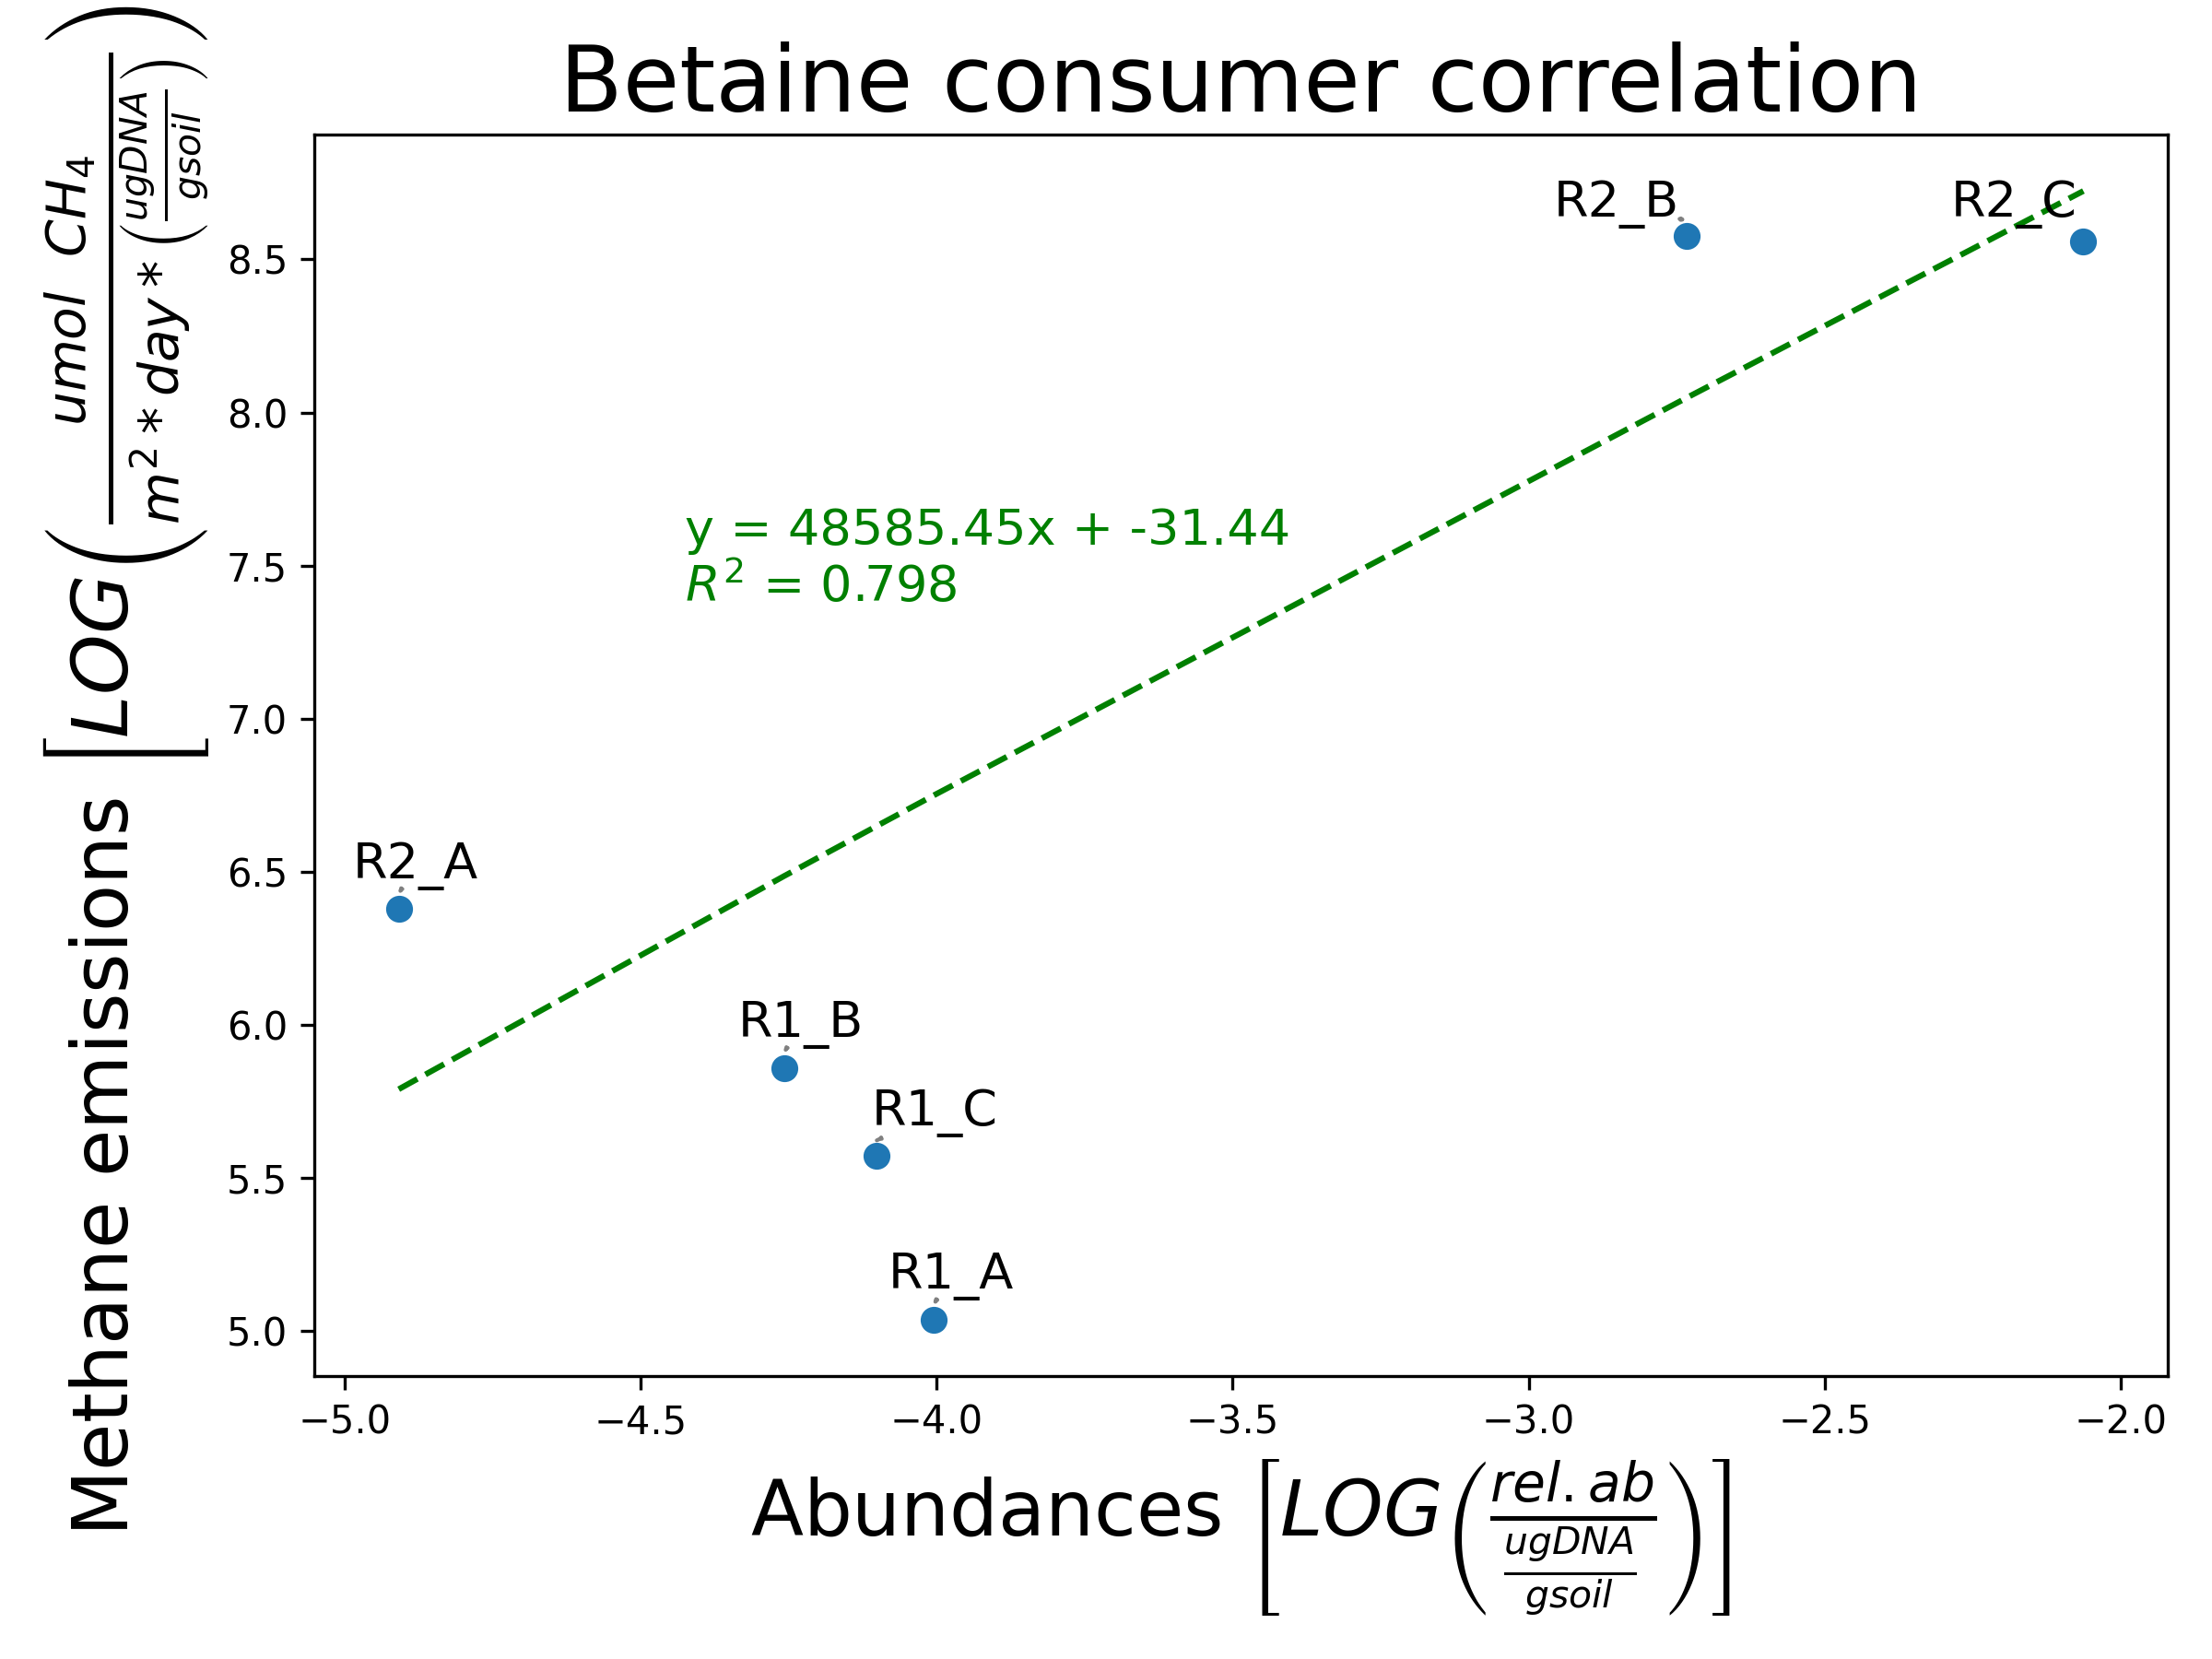 Betaine consumer correlation
Methane emissions [LOG(umol CH4 / m2 * day * (ugDNA / gsoil))
8.5
8.0
7.5
7.0
6.5
6.0
5.5
5.0
R2_B
R2_C
y = 48585.45x + -31.44
R2 = 0.798
R2_A
R1_B
R1_C
R1_A
−5.0 −4.5 −4.0 −3.5 −3.0 −2.5 −2.0
Abundances [LOG(rel.ab / ugDNA / gsoil)]